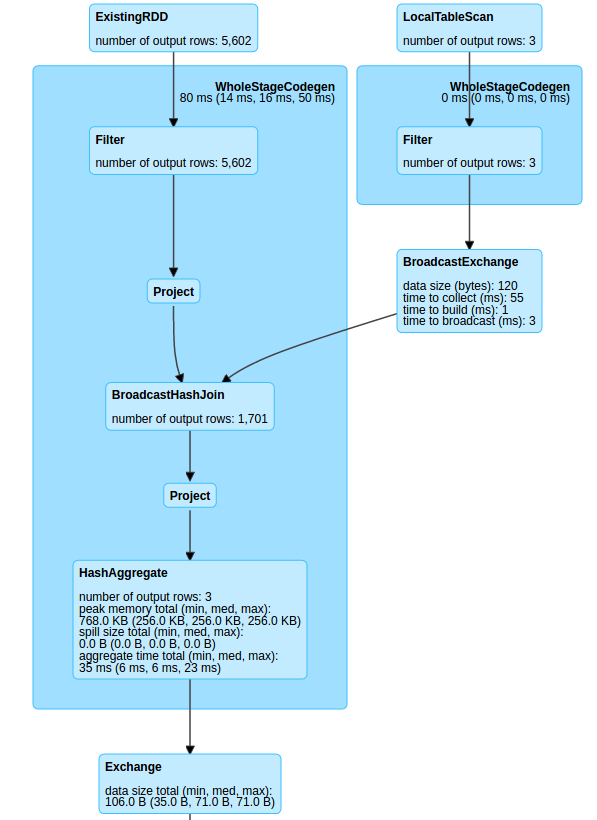 ExistingRDD
number of output rows: 5,602
LocalTableScan
number of output rows: 3
WholeStageCodegen
80 ms (14 ms, 16 ms, 50 ms)
WholeStageCodegen
0 ms (0 ms, 0 ms, 0 ms)
Filter
number of output rows: 5,602
Filter
number of output rows: 3
Project
BroadcastExchange
data size (bytes): 120
time to collect (ms): 55
time to build (ms): 1
time to broadcast (ms): 3
BroadcastHashJoin
number of output rows: 1,701
Project
HashAggregate
number of output rows: 3
peak memory total (min, med, max):
768.0 KB (256.0 KB, 256.0 KB, 256.0 KB)
spill size total (min, med, max):
0.0 B (0.0 B, 0.0 B, 0.0 B)
aggregate time total (min, med, max):
35 ms (6 ms, 6 ms, 23 ms)
Exchange
data size total (min, med, max):
106.0 B (35.0 B, 71.0 B, 71.0 B)